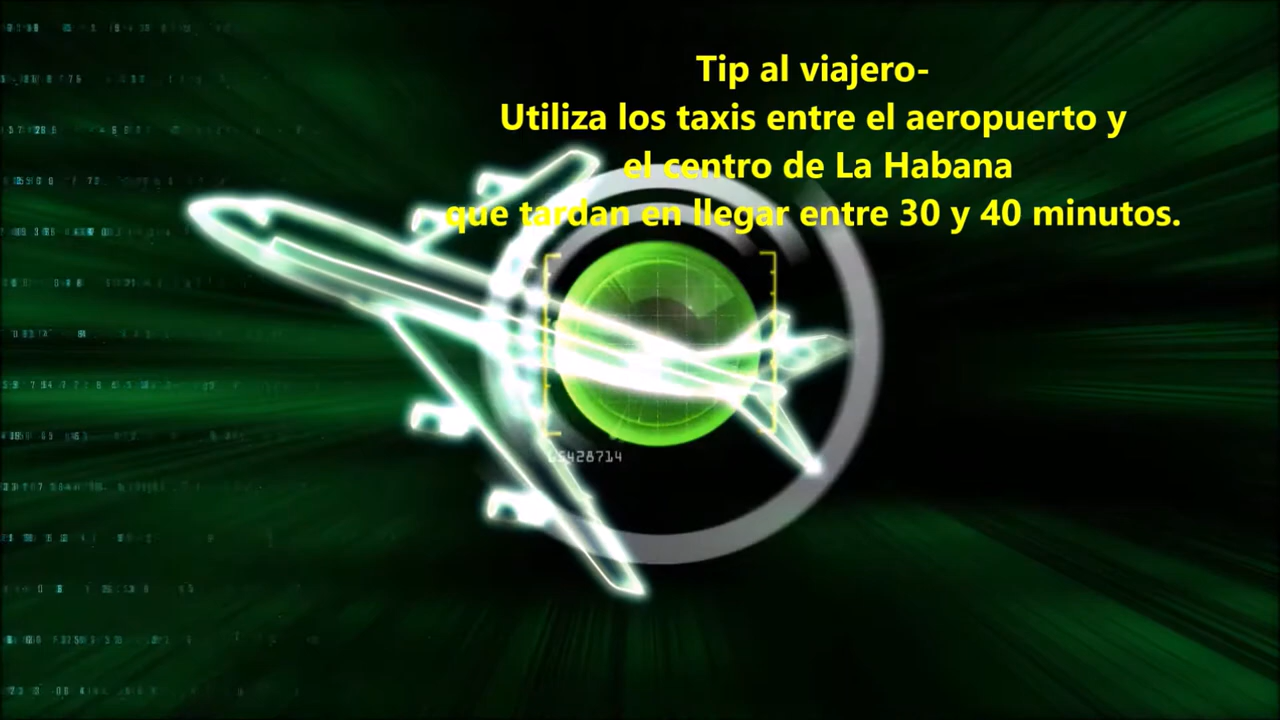 Tip al viajero-
Utiliza los taxis entre el aeropuerto y
el centro de La Habana
que tardan en llegar entre 30 y 40 minutos.